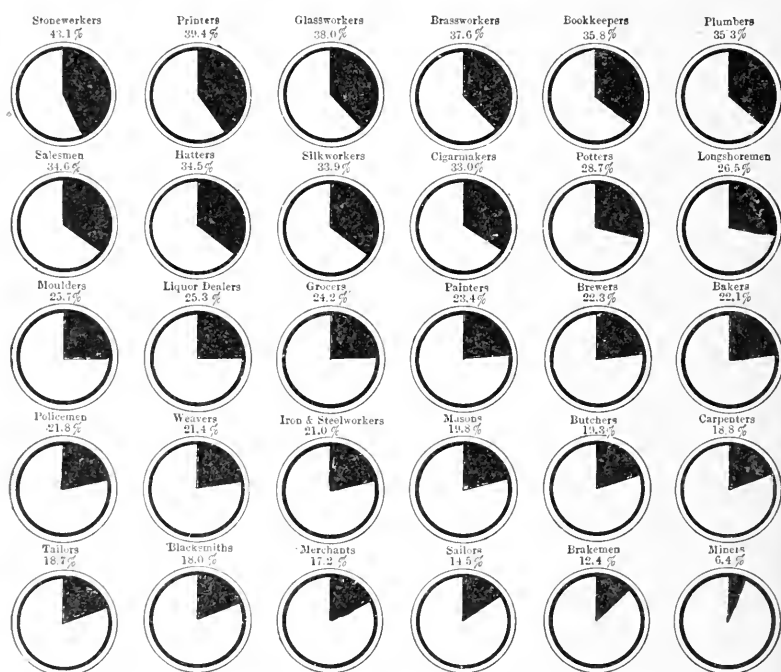 Stoneworkers
43.1%
Printers
39.4%
Glassworkers
38.0%
Brassworkers
37.6%
Bookkeepers
35.8%
Plumbers
35.3%
Salesmen
34.6%
Hatters
34.5%
Silkworkers
33.9%
Cigarmakers
33.0%
Potters
28.7%
Longshoremen
26.5%
Moulders
25.7%
Liquor Dealers
25.3%
Grocers
24.2%
Painters
23.4%
Brewers
22.3%
Bakers
22.1%
Policemen
21.8%
Weavers
21.4%
Iron & Steelworkers
21.0%
Masons
19.8%
Butchers
19.3%
Carpenters
18.8%
Tailors
18.7%
Blacksmiths
18.0%
Merchants
17.2%
Sailors
14.5%
Brakemen
12.4%
Miners
6.4%